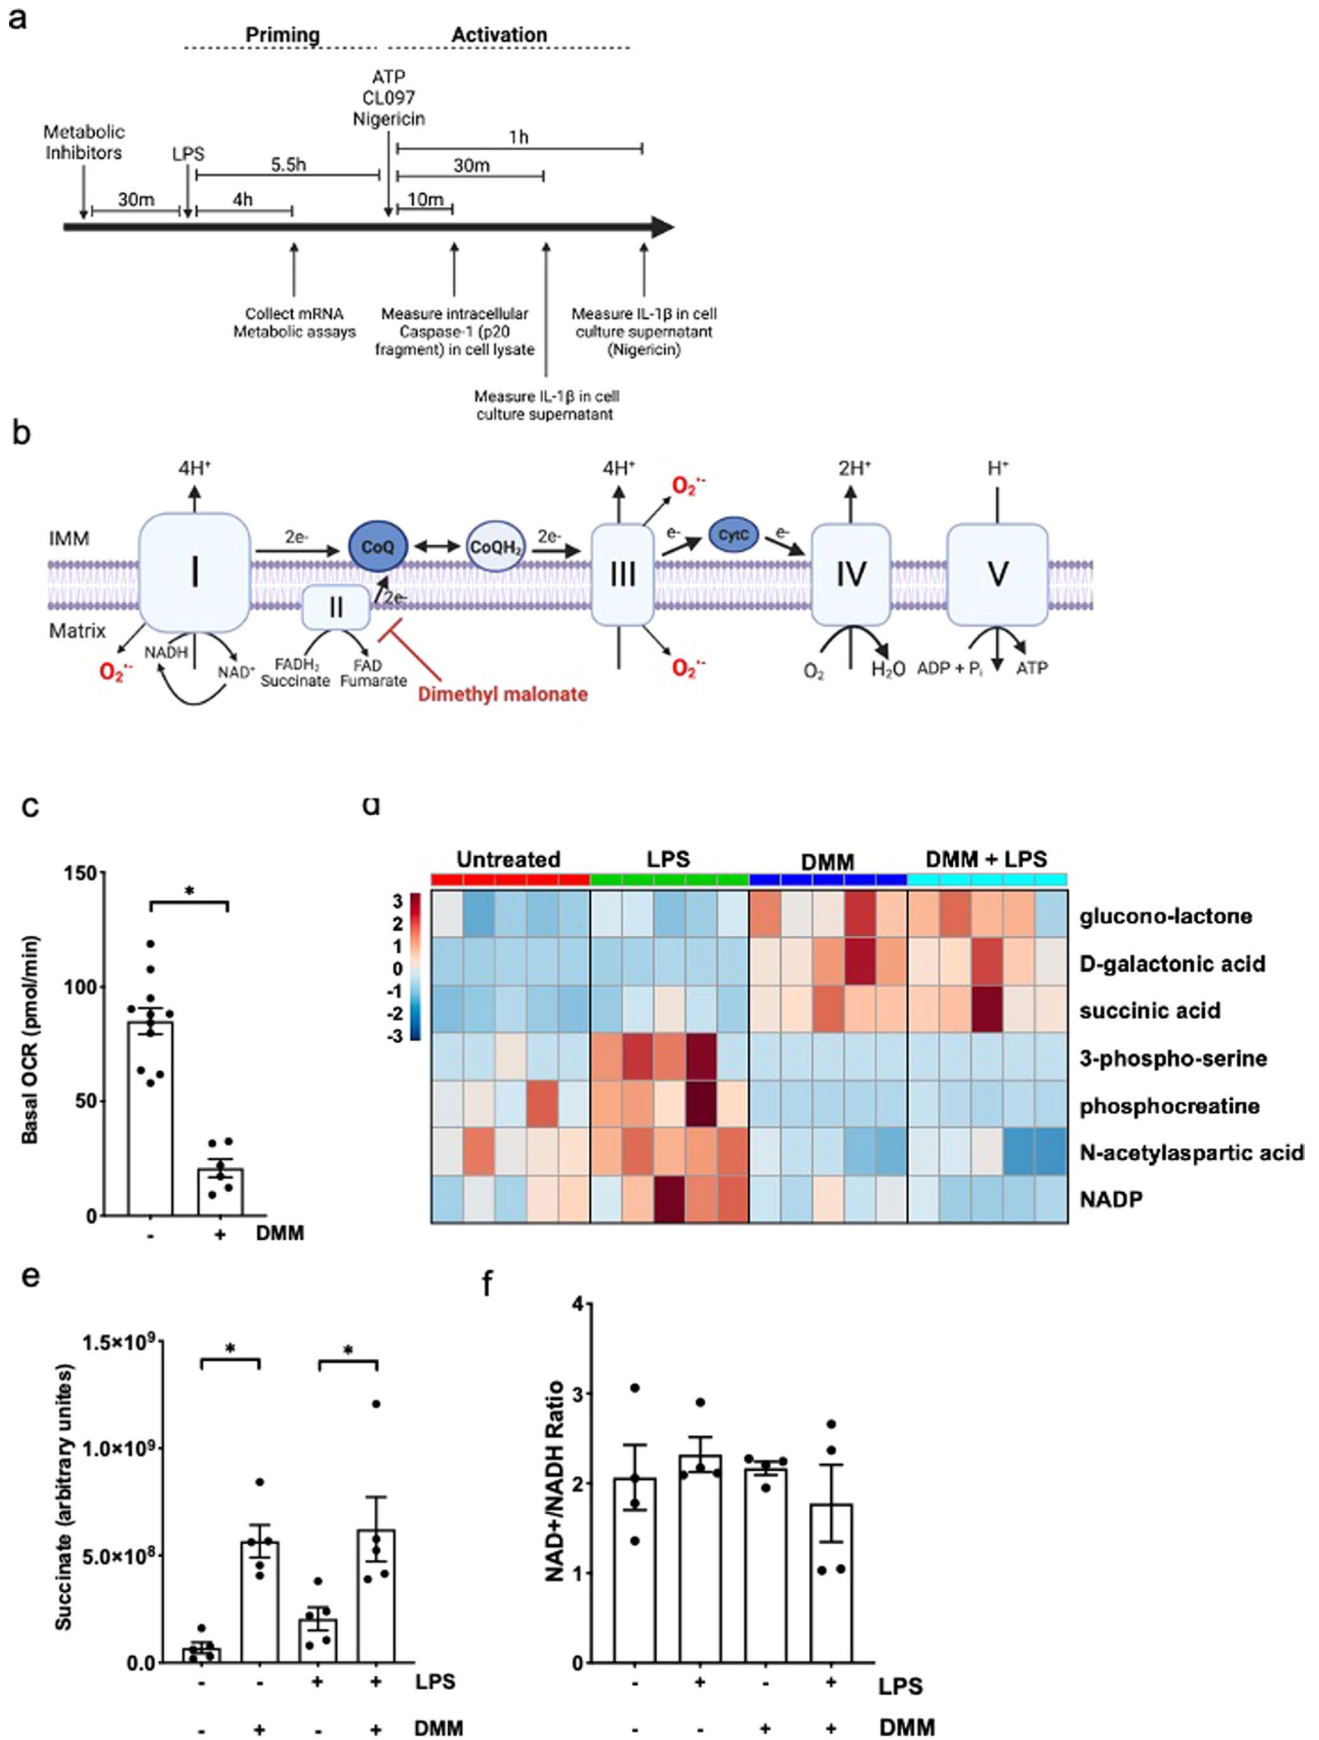 a
Priming
Activation
ATP
CL097
Nigericin
Metabolic
Inhibitors
LPS
1h
5.5h
30m
30m
4h
10m
Collect mRNA
Metabolic assays
Measure intracellular
Caspase-1 (p20
fragment) in cell lysate
Measure IL-1β in cell
culture supernatant
(Nigericin)
Measure IL-1β in cell
culture supernatant
b
4H⁺
4H⁺
2H⁺
H⁺
O₂˙⁻
IMM
2e-
CoQ
CoQH₂
2e-
e-
CytC
e-
I
II
2e-
III
IV
V
Matrix
NADH
O₂˙⁻
NAD⁺
FADH₂
Succinate
FAD
Fumarate
O₂˙⁻
O₂
H₂O
ADP + Pᵢ
ATP
Dimethyl malonate
c
150
100
50
0
Basal OCR (pmol/min)
*
- + DMM
d
Untreated LPS DMM DMM + LPS
3
2
1
0
-1
-2
-3
glucono-lactone
D-galactonic acid
succinic acid
3-phospho-serine
phosphocreatine
N-acetylaspartic acid
NADP
e
1.5×10⁹
1.0×10⁹
5.0×10⁸
0.0
Succinate (arbitrary unites)
* *
- - + + LPS
- + - + DMM
f
4
3
2
1
0
NAD+/NADH Ratio
- + - + LPS
- - + + DMM